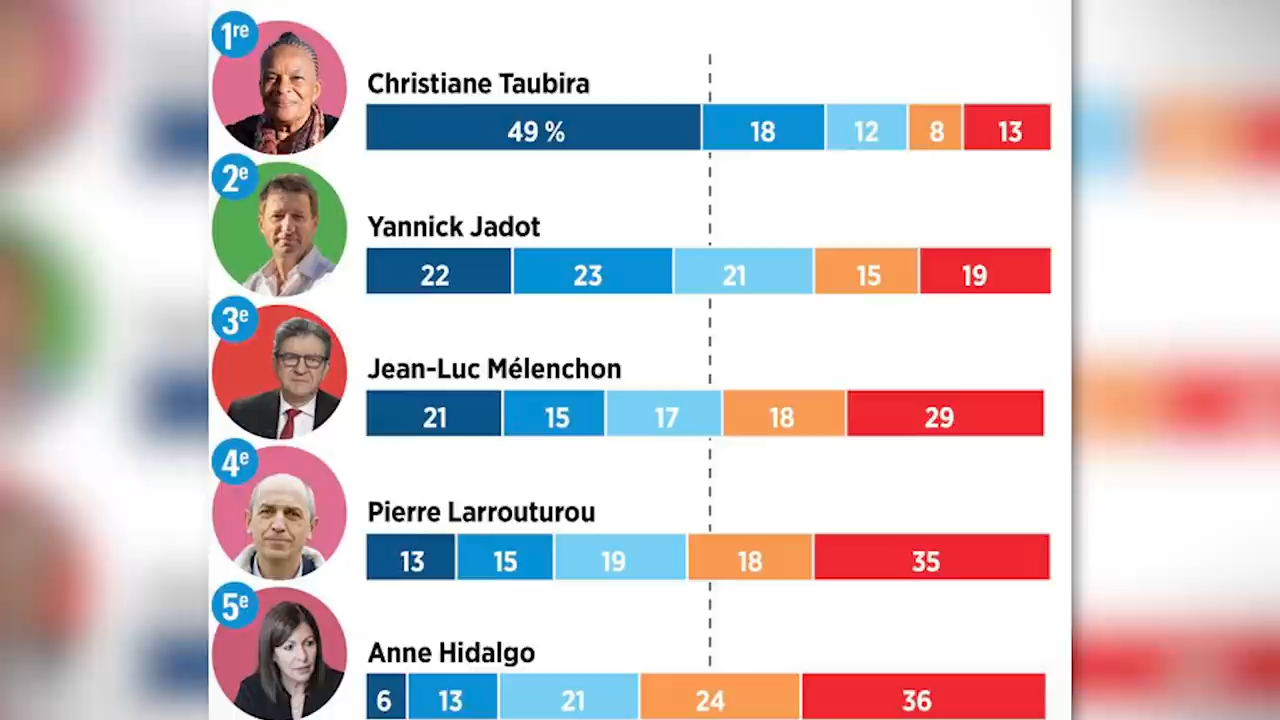 1re
Christiane Taubira
49 % 18 12 8 13
2e
Yannick Jadot
22 23 21 15 19
3e
Jean-Luc Mélenchon
21 15 17 18 29
4e
Pierre Larrouturou
13 15 19 18 35
5e
Anne Hidalgo
6 13 21 24 36